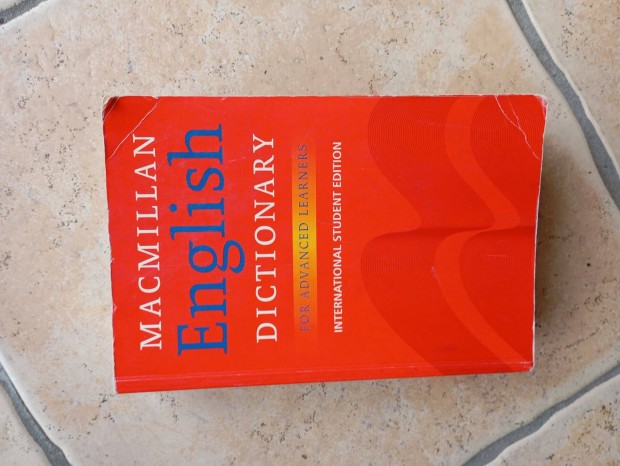 MACMILLAN
English
DICTIONARY
FOR ADVANCED LEARNERS
INTERNATIONAL STUDENT EDITION